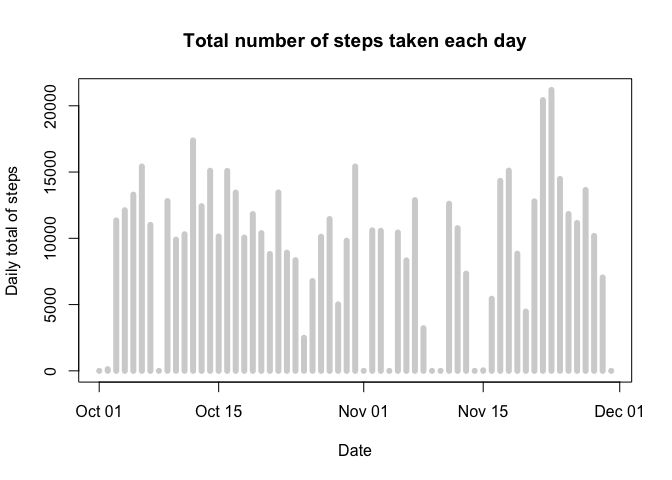 Total number of steps taken each day
Daily total of steps
20000
15000
10000
5000
0
Oct 01
Oct 15
Nov 01
Nov 15
Dec 01
Date